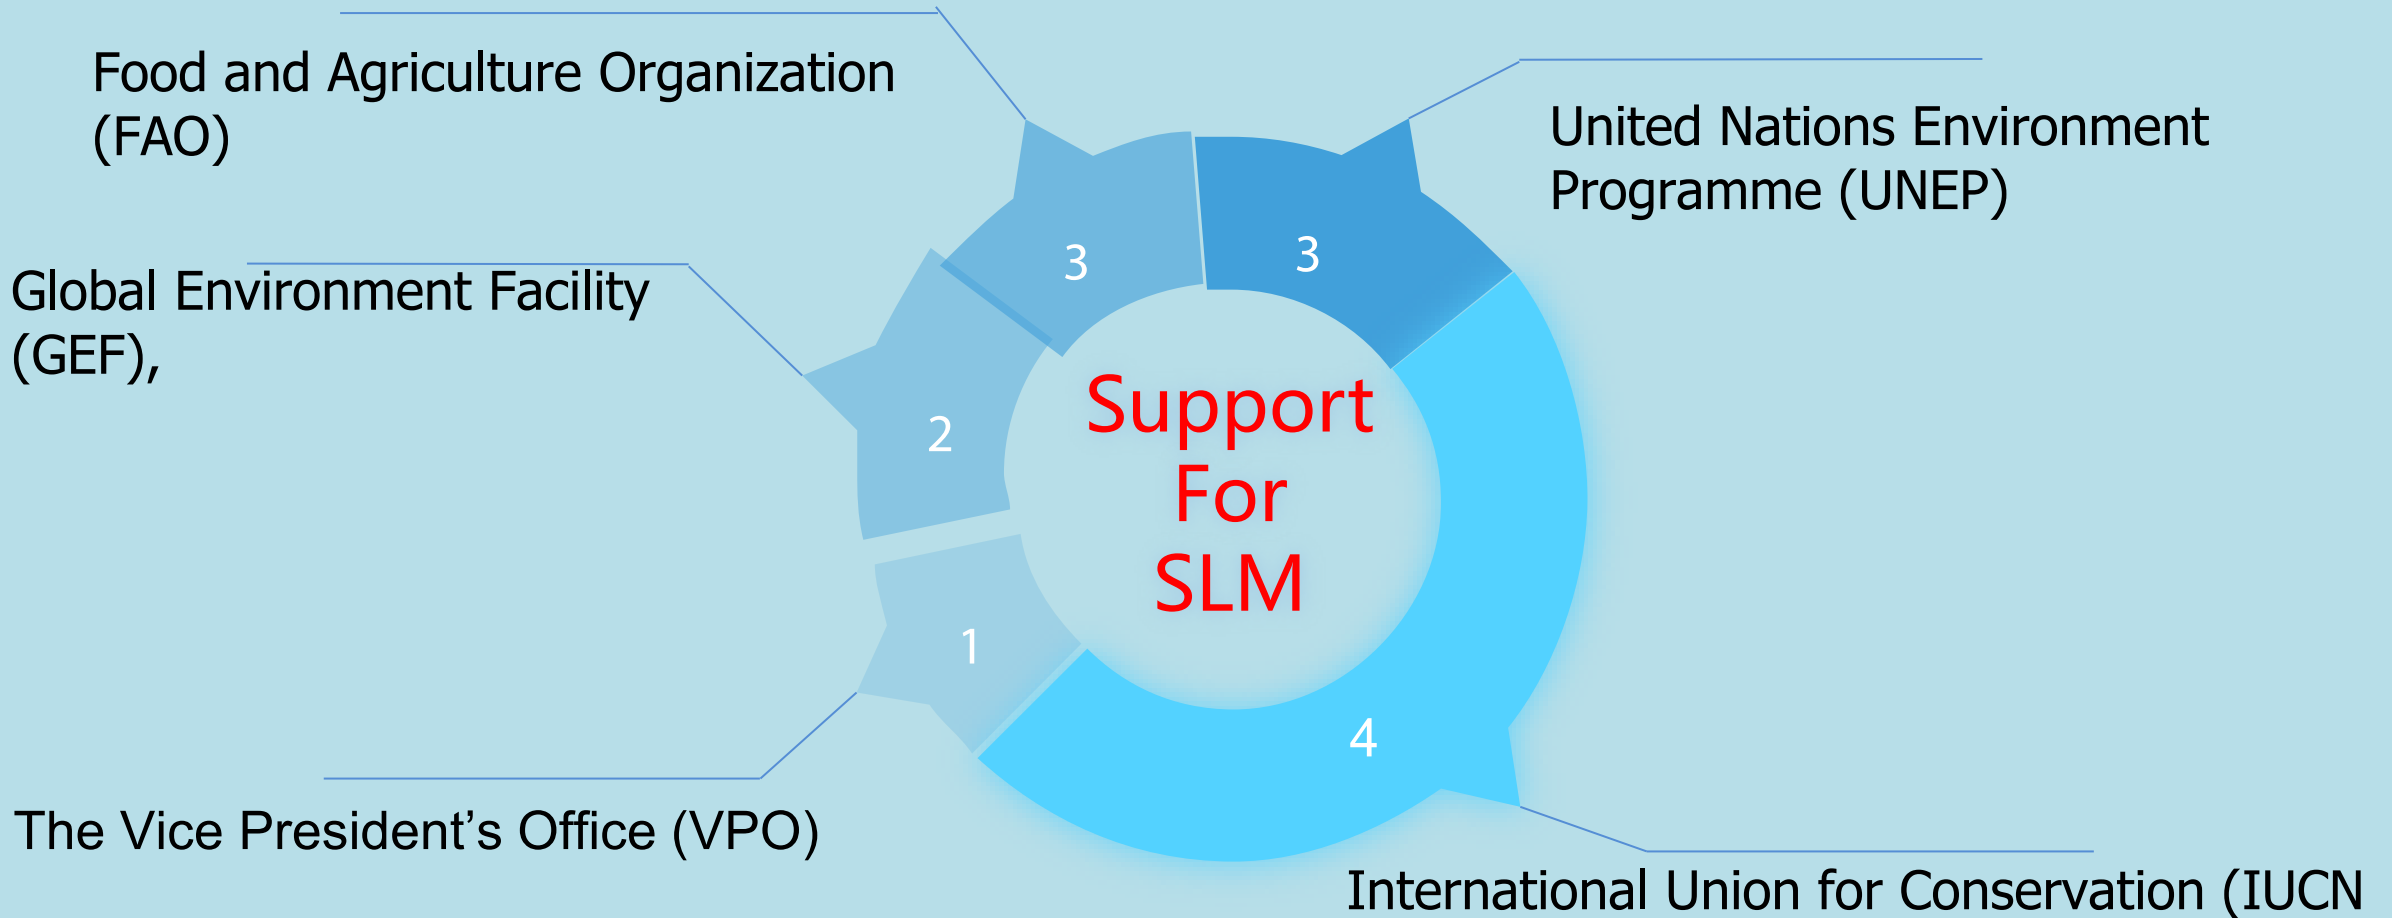 Food and Agriculture Organization
(FAO)
United Nations Environment
Programme (UNEP)
Global Environment Facility
(GEF),
3
3
2
1
4
Support
For
SLM
The Vice President’s Office (VPO)
International Union for Conservation (IUCN